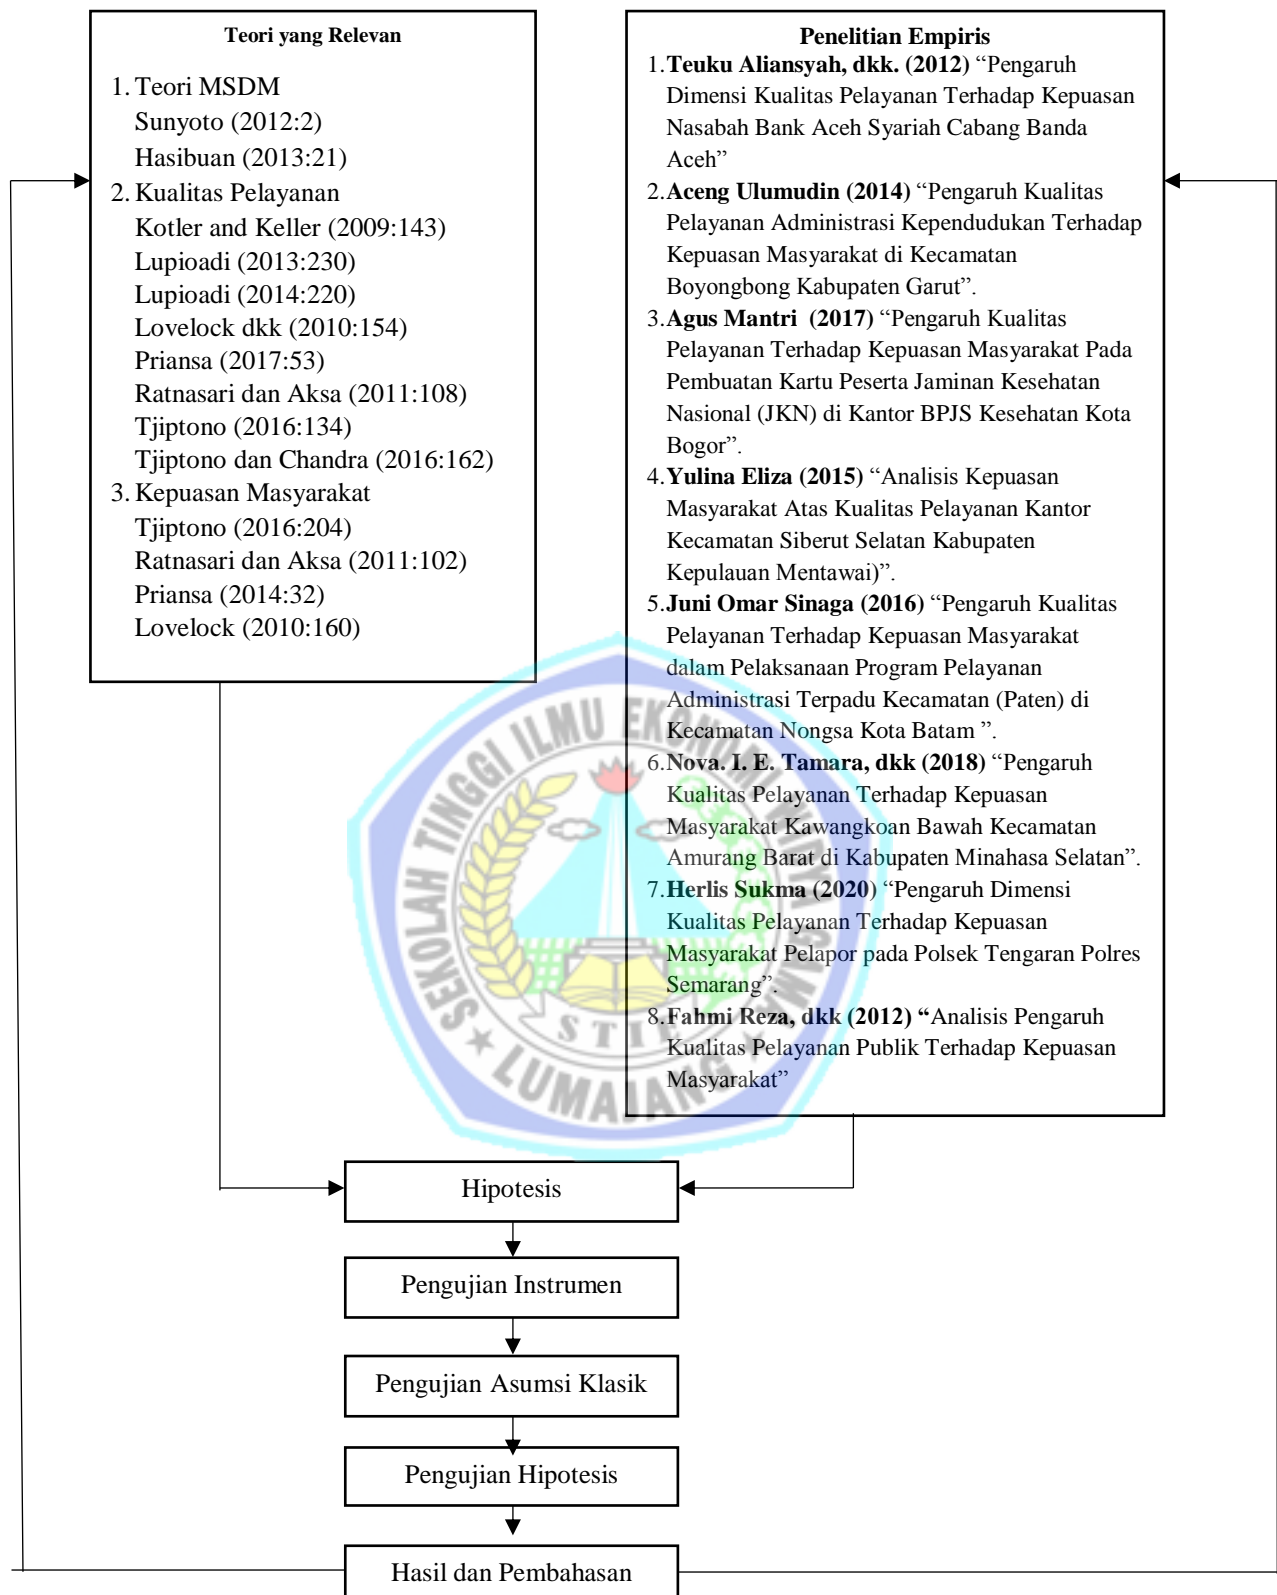 Teori yang Relevan
1. Teori MSDM
Sunyoto (2012:2)
Hasibuan (2013:21)
2. Kualitas Pelayanan
Kotler and Keller (2009:143)
Lupioadi (2013:230)
Lupioadi (2014:220)
Lovelock dkk (2010:154)
Priansa (2017:53)
Ratnasari dan Aksa (2011:108)
Tjiptono (2016:134)
Tjiptono dan Chandra (2016:162)
3. Kepuasan Masyarakat
Tjiptono (2016:204)
Ratnasari dan Aksa (2011:102)
Priansa (2014:32)
Lovelock (2010:160)
Penelitian Empiris
1. Teuku Aliansyah, dkk. (2012) “Pengaruh
Dimensi Kualitas Pelayanan Terhadap Kepuasan
Nasabah Bank Aceh Syariah Cabang Banda
Aceh”
2. Aceng Ulumudin (2014) “Pengaruh Kualitas
Pelayanan Administrasi Kependudukan Terhadap
Kepuasan Masyarakat di Kecamatan
Boyongbong Kabupaten Garut”.
3. Agus Mantri (2017) “Pengaruh Kualitas
Pelayanan Terhadap Kepuasan Masyarakat Pada
Pembuatan Kartu Peserta Jaminan Kesehatan
Nasional (JKN) di Kantor BPJS Kesehatan Kota
Bogor”.
4. Yulina Eliza (2015) “Analisis Kepuasan
Masyarakat Atas Kualitas Pelayanan Kantor
Kecamatan Siberut Selatan Kabupaten
Kepulauan Mentawai)”.
5. Juni Omar Sinaga (2016) “Pengaruh Kualitas
Pelayanan Terhadap Kepuasan Masyarakat
dalam Pelaksanaan Program Pelayanan
Administrasi Terpadu Kecamatan (Paten) di
Kecamatan Nongsa Kota Batam ”.
6. Nova. I. E. Tamara, dkk (2018) “Pengaruh
Kualitas Pelayanan Terhadap Kepuasan
Masyarakat Kawangkoan Bawah Kecamatan
Amurang Barat di Kabupaten Minahasa Selatan”.
7. Herlis Sukma (2020) “Pengaruh Dimensi
Kualitas Pelayanan Terhadap Kepuasan
Masyarakat Pelapor pada Polsek Tengaran Polres
Semarang”.
8. Fahmi Reza, dkk (2012) “Analisis Pengaruh
Kualitas Pelayanan Publik Terhadap Kepuasan
Masyarakat”
SEKOLAH TINGGI ILMU EKONOMI WIDYA GAMA
STIE
LUMAJANG
Hipotesis
Pengujian Instrumen
Pengujian Asumsi Klasik
Pengujian Hipotesis
Hasil dan Pembahasan